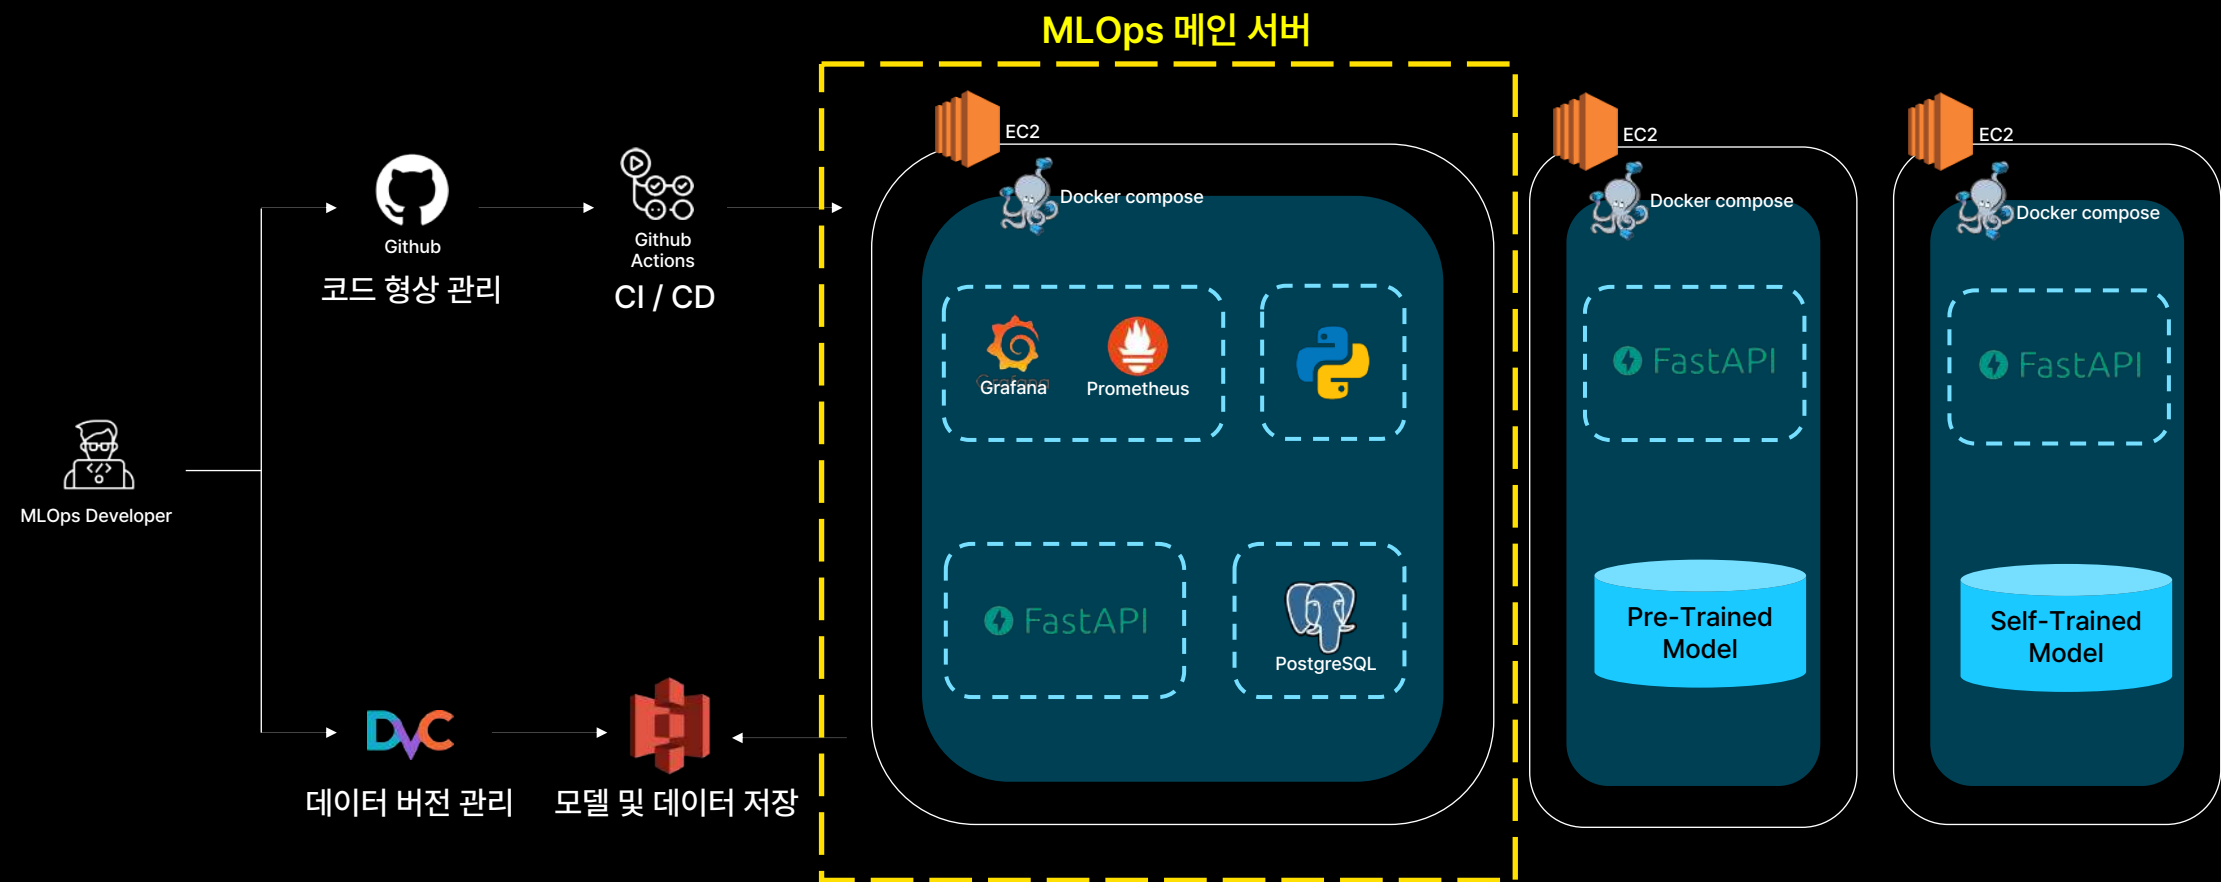 MLOps 메인 서버
EC2
EC2
EC2
Docker compose
Docker compose
Docker compose
Github
코드 형상 관리
Github
Actions
CI / CD
Grafana
Grafana
Prometheus
FastAPI
FastAPI
MLOps Developer
FastAPI
PostgreSQL
Pre-Trained
Model
Self-Trained
Model
DVC
데이터 버전 관리
모델 및 데이터 저장